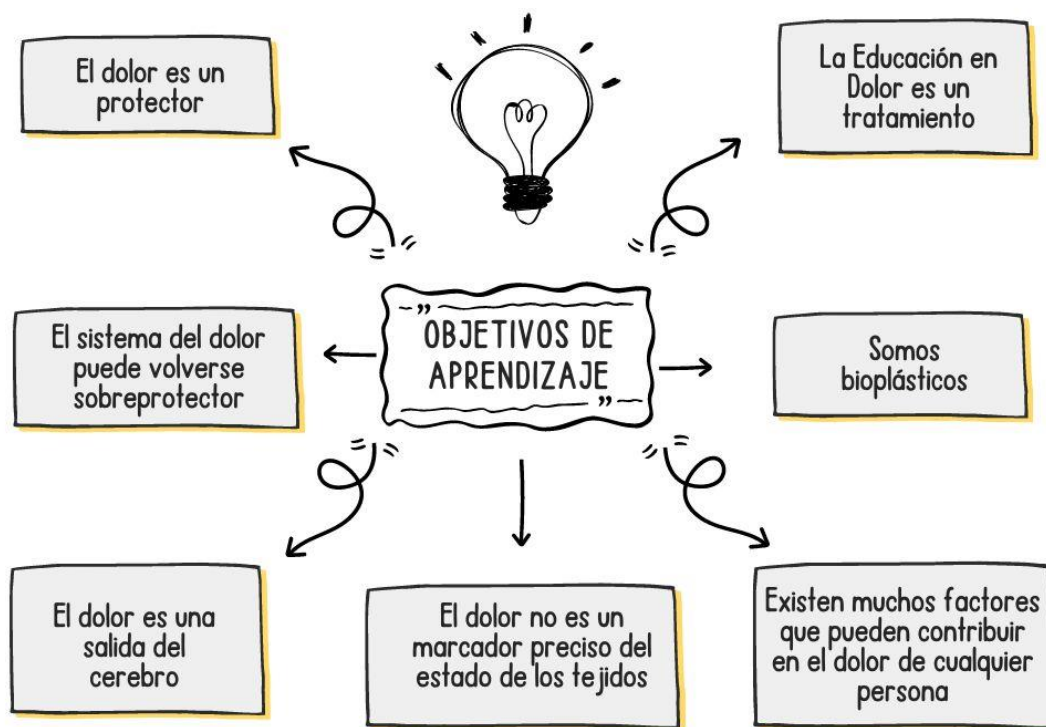 El dolor es un
protector
La Educación en
Dolor es un
tratamiento
OBJETIVOS DE
APRENDIZAJE
El sistema del dolor
puede volverse
sobreprotector
Somos
bioplásticos
El dolor es una
salida del
cerebro
El dolor no es un
marcador preciso del
estado de los tejidos
Existen muchos factores
que pueden contribuir
en el dolor de cualquier
persona